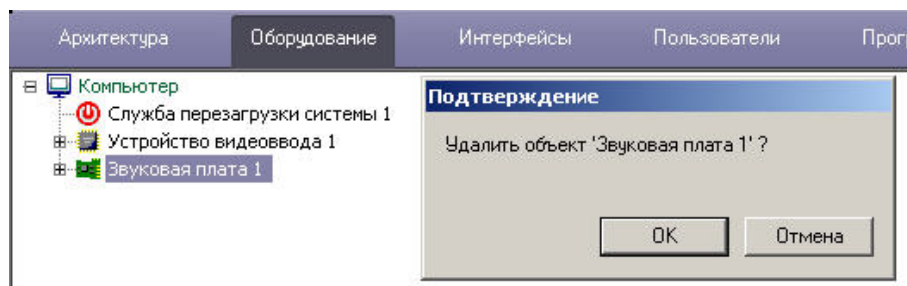 Архитектура Оборудование Интерфейсы Пользователи Прог
Компьютер
Служба перезагрузки системы 1
Устройство видеоввода 1
Звуковая плата 1
Подтверждение
Удалить объект 'Звуковая плата 1' ?
OK Отмена